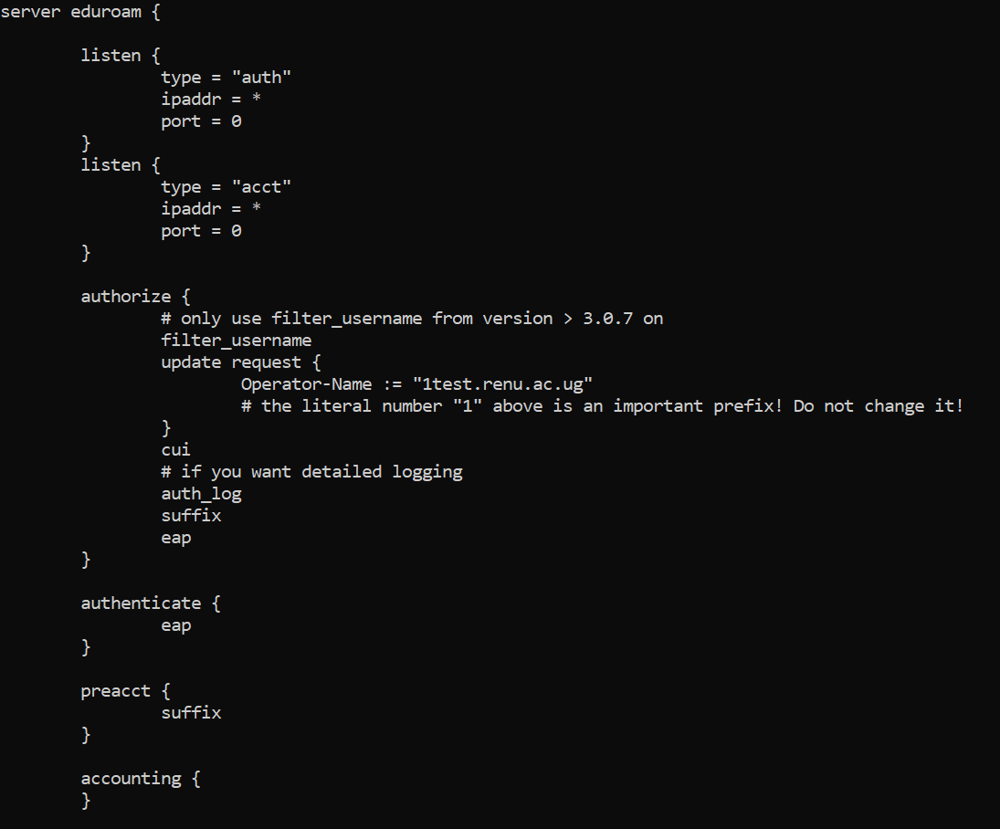 server eduroam {
listen {
type = "auth"
ipaddr = *
port = 0
}
listen {
type = "acct"
ipaddr = *
port = 0
}
authorize {
# only use filter_username from version > 3.0.7 on
filter_username
update request {
Operator-Name := "1test.renu.ac.ug"
# the literal number "1" above is an important prefix! Do not change it!
}
cui
# if you want detailed logging
auth_log
suffix
eap
}
authenticate {
eap
}
preacct {
suffix
}
accounting {
}